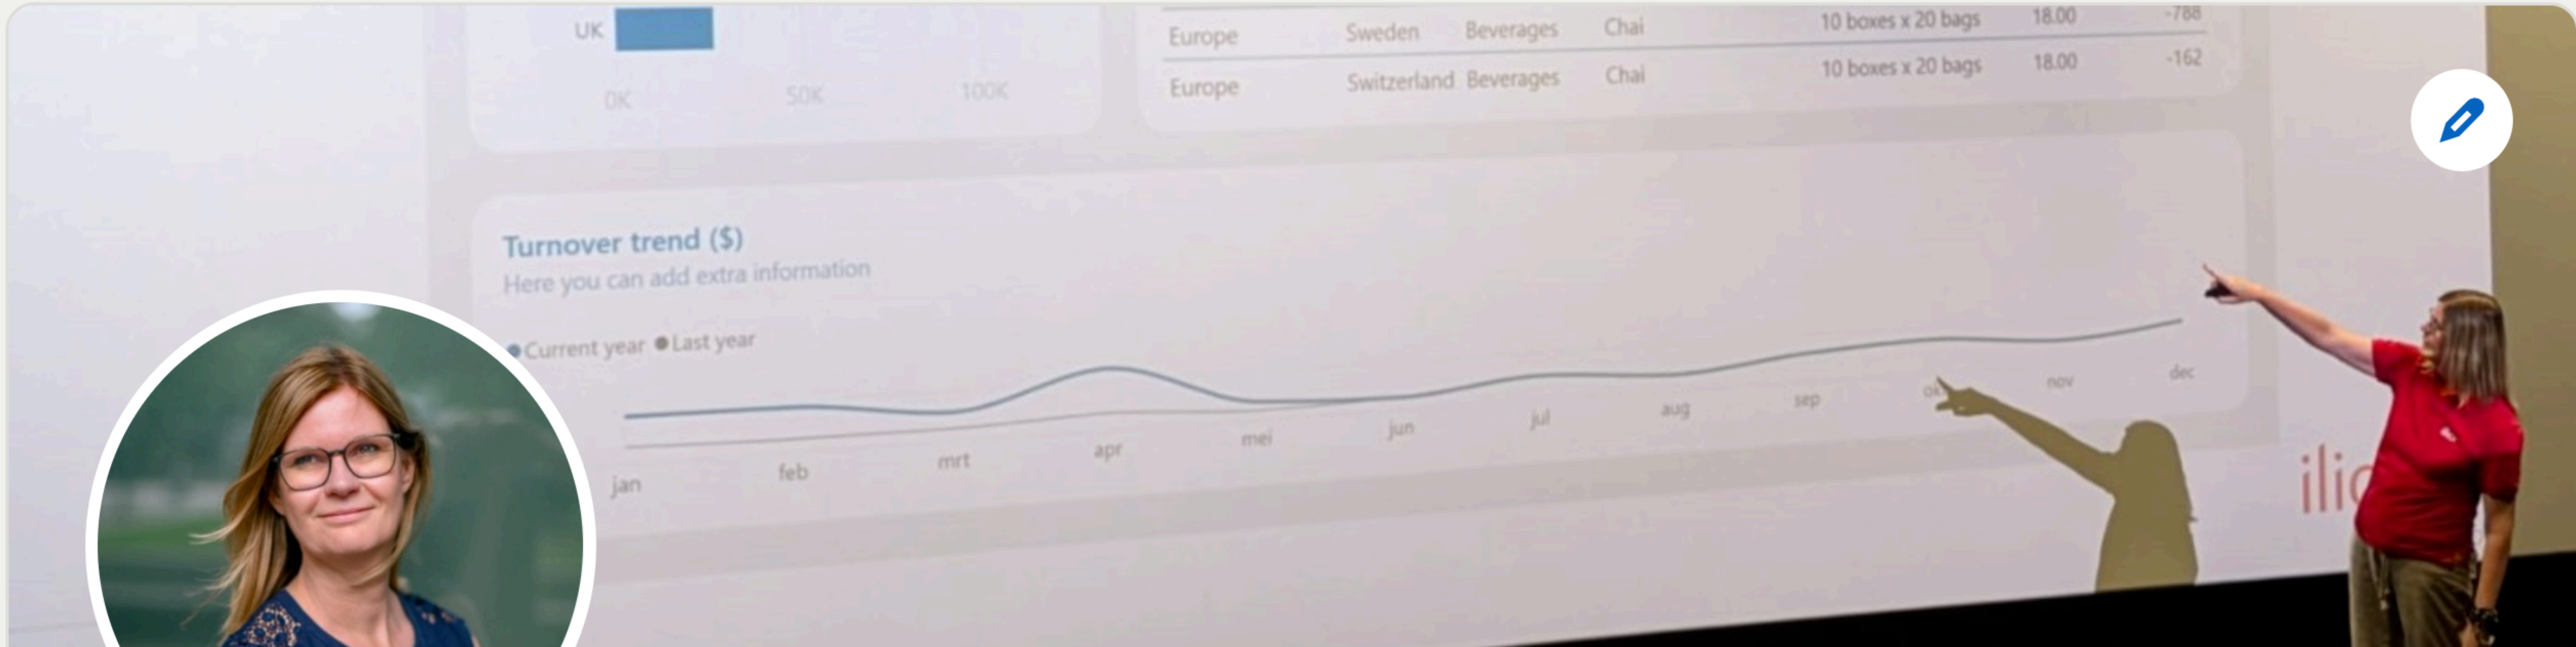 UK
0K 50K 100K
Europe Sweden Beverages Chai 10 boxes x 20 bags 18.00 -788
Europe Switzerland Beverages Chai 10 boxes x 20 bags 18.00 -162
Turnover trend ($)
Here you can add extra information
Current year Last year
jan feb mrt apr mei jun jul aug sep nov dec